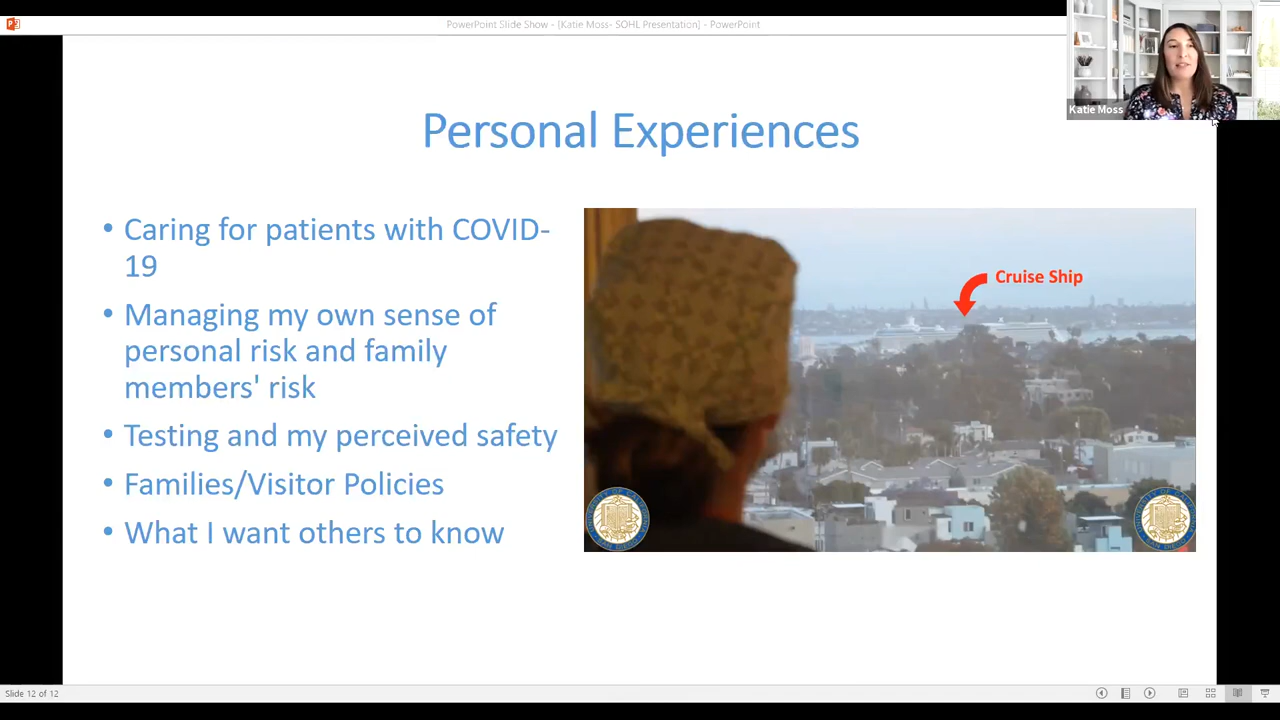 PowerPoint Slide Show - [Katie Moss- SOHL Presentation] - PowerPoint
Katie Moss
Personal Experiences
• Caring for patients with COVID-
19
• Managing my own sense of
personal risk and family
members' risk
• Testing and my perceived safety
• Families/Visitor Policies
• What I want others to know
Cruise Ship
Slide 12 of 12